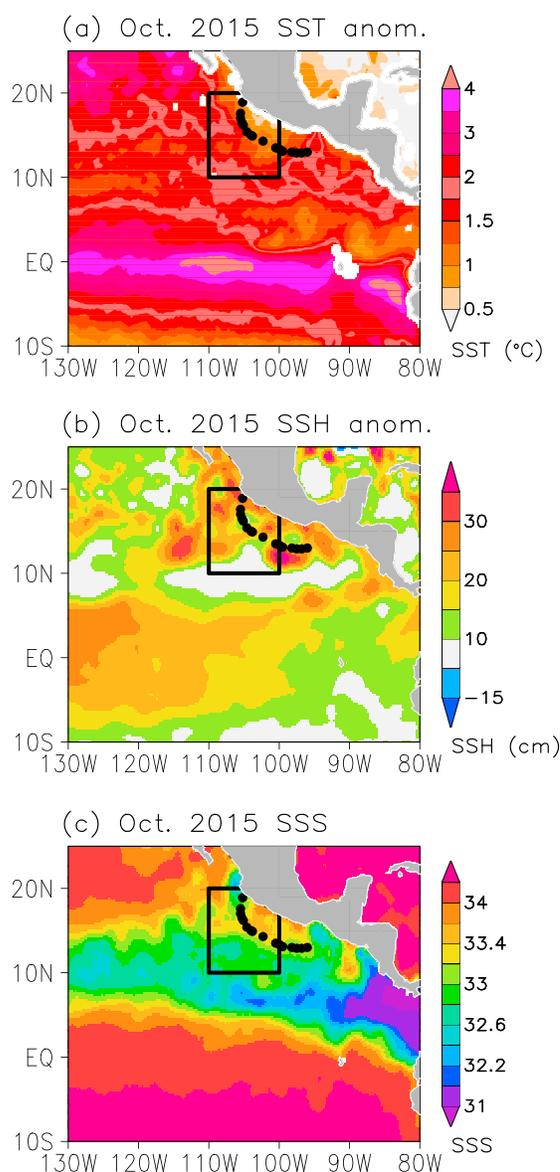 (a) Oct. 2015 SST anom.
20N
10N
EQ
10S
130W 120W 110W 100W 90W 80W
4
3
2
1.5
1
0.5
SST (°C)
(b) Oct. 2015 SSH anom.
20N
10N
EQ
10S
130W 120W 110W 100W 90W 80W
30
20
10
−15
SSH (cm)
(c) Oct. 2015 SSS
20N
10N
EQ
10S
130W 120W 110W 100W 90W 80W
34
33.4
33
32.6
32.2
31
SSS